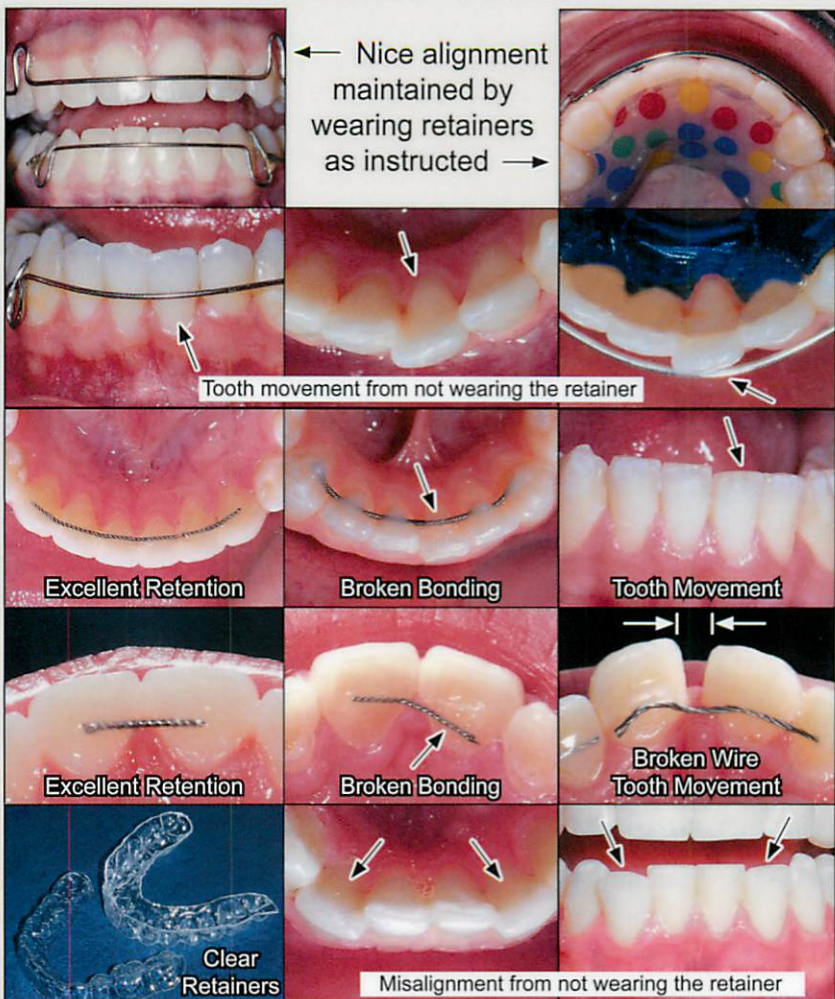 Nice alignment
maintained by
wearing retainers
as instructed
Tooth movement from not wearing the retainer
Excellent Retention
Broken Bonding
Tooth Movement
Excellent Retention
Broken Bonding
Broken Wire
Tooth Movement
Clear
Retainers
Misalignment from not wearing the retainer